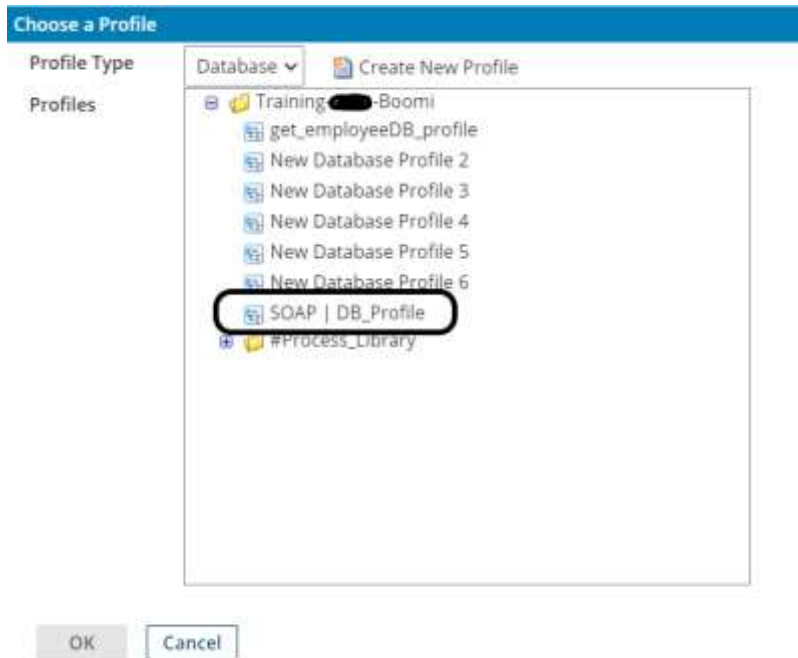 Choose a Profile
Profile Type Database Create New Profile
Profiles
Training- -Boomi
get_employeeDB_profile
New Database Profile 2
New Database Profile 3
New Database Profile 4
New Database Profile 5
New Database Profile 6
SOAP | DB_Profile
#Process_Library
OK Cancel